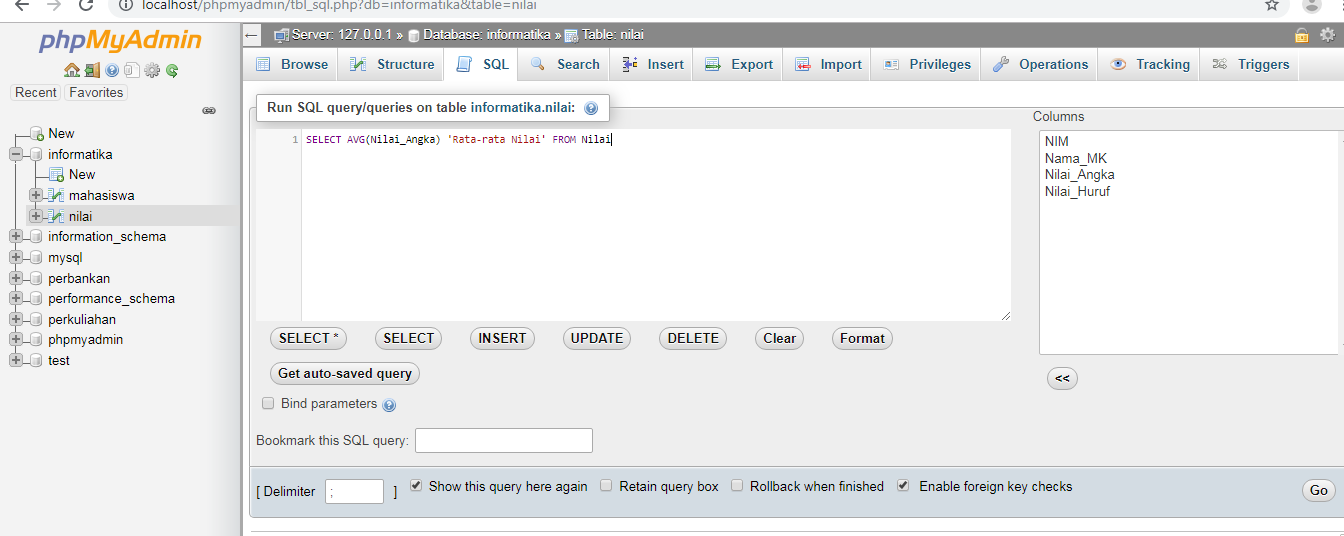 localhost/phpmyadmin/tbl_sql.php?db=informatika&table=nilai
phpMyAdmin
Recent Favorites
New
informatika
New
mahasiswa
nilai
information_schema
mysql
perbankan
performance_schema
perkuliahan
phpmyadmin
test
Server: 127.0.0.1 » Database: informatika » Table: nilai
Browse Structure SQL Search Insert Export Import Privileges Operations Tracking Triggers
Run SQL query/queries on table informatika.nilai:
1 SELECT AVG(Nilai_Angka) 'Rata-rata Nilai' FROM Nilai
Columns
NIM
Nama_MK
Nilai_Angka
Nilai_Huruf
SELECT * SELECT INSERT UPDATE DELETE Clear Format
Get auto-saved query
<<
Bind parameters
Bookmark this SQL query:
[ Delimiter ; ] Show this query here again Retain query box Rollback when finished Enable foreign key checks
Go